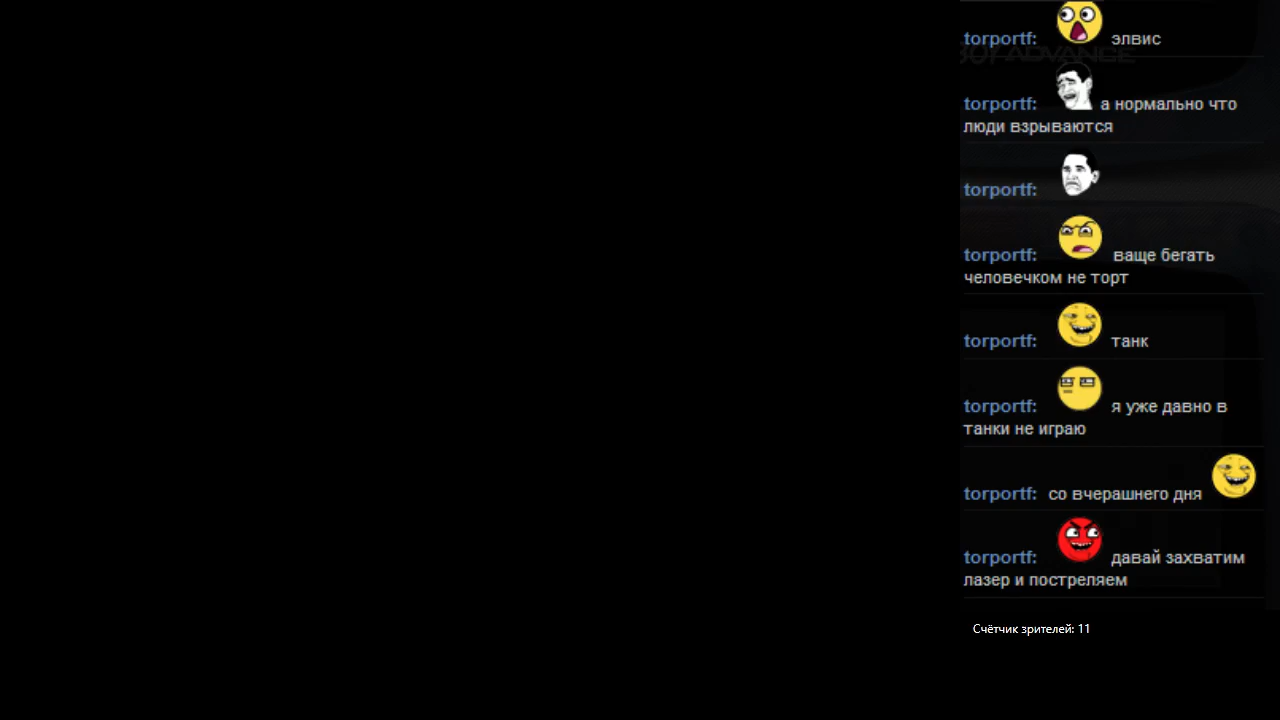 torportf: элвис
torportf: а нормально что
люди взрываются
torportf:
torportf: ваще бегать
человечком не торт
torportf: танк
torportf: я уже давно в
танки не играю
torportf: со вчерашнего дня
torportf: давай захватим
лазер и постреляем
Счётчик зрителей: 11